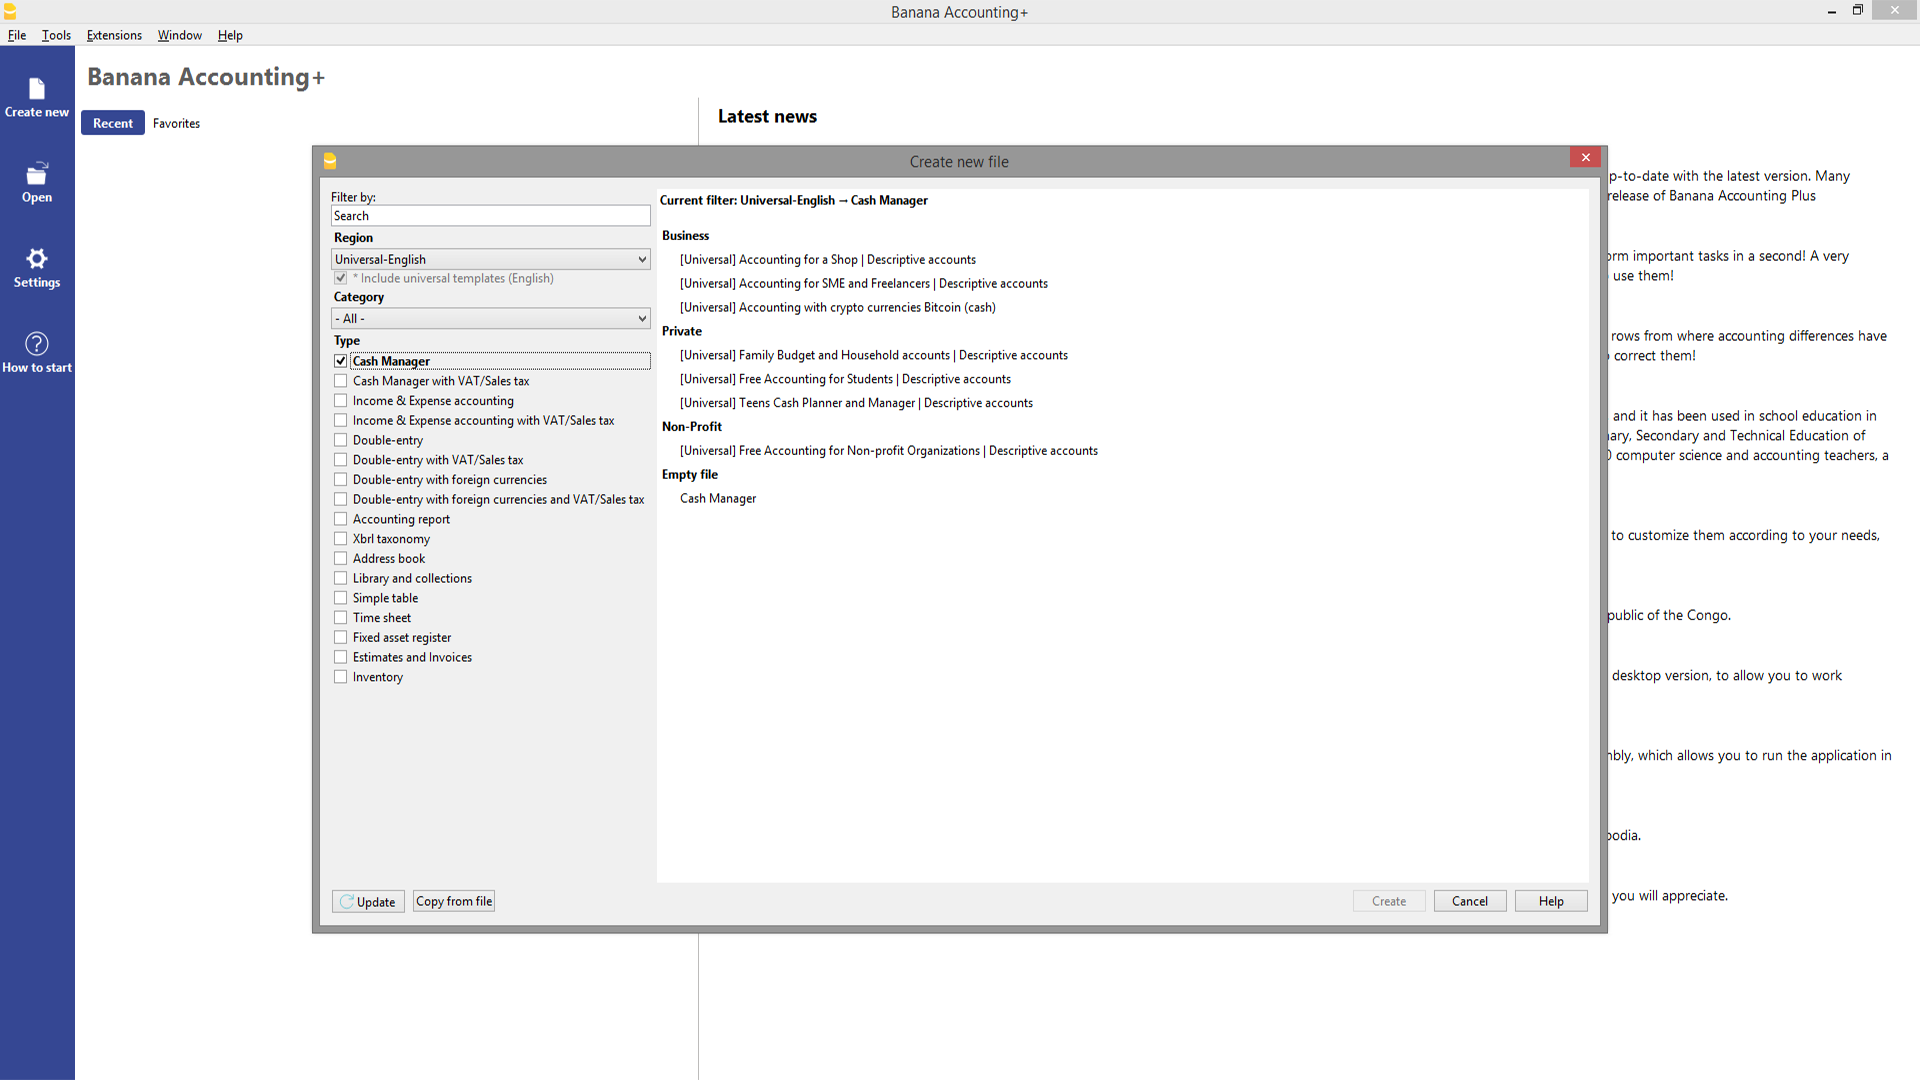 Banana Accounting+
File Tools Extensions Window Help
Create new
Open
Settings
How to start
Banana Accounting+
Recent Favorites
Latest news
Create new file
Filter by:
Search
Region
Universal-English
* Include universal templates (English)
Category
- All -
Type
Cash Manager
Cash Manager with VAT/Sales tax
Income & Expense accounting
Income & Expense accounting with VAT/Sales tax
Double-entry
Double-entry with VAT/Sales tax
Double-entry with foreign currencies
Double-entry with foreign currencies and VAT/Sales tax
Accounting report
Xbrl taxonomy
Address book
Library and collections
Simple table
Time sheet
Fixed asset register
Estimates and Invoices
Inventory
Update Copy from file
Current filter: Universal-English → Cash Manager
Business
[Universal] Accounting for a Shop | Descriptive accounts
[Universal] Accounting for SME and Freelancers | Descriptive accounts
[Universal] Accounting with crypto currencies Bitcoin (cash)
Private
[Universal] Family Budget and Household accounts | Descriptive accounts
[Universal] Free Accounting for Students | Descriptive accounts
[Universal] Teens Cash Planner and Manager | Descriptive accounts
Non-Profit
[Universal] Free Accounting for Non-profit Organizations | Descriptive accounts
Empty file
Cash Manager
Create Cancel Help
p-to-date with the latest version. Many
release of Banana Accounting Plus
orm important tasks in a second! A very
use them!
rows from where accounting differences have
correct them!
and it has been used in school education in
ary, Secondary and Technical Education of
0 computer science and accounting teachers, a
to customize them according to your needs,
public of the Congo.
desktop version, to allow you to work
mbly, which allows you to run the application in
bodia.
you will appreciate.